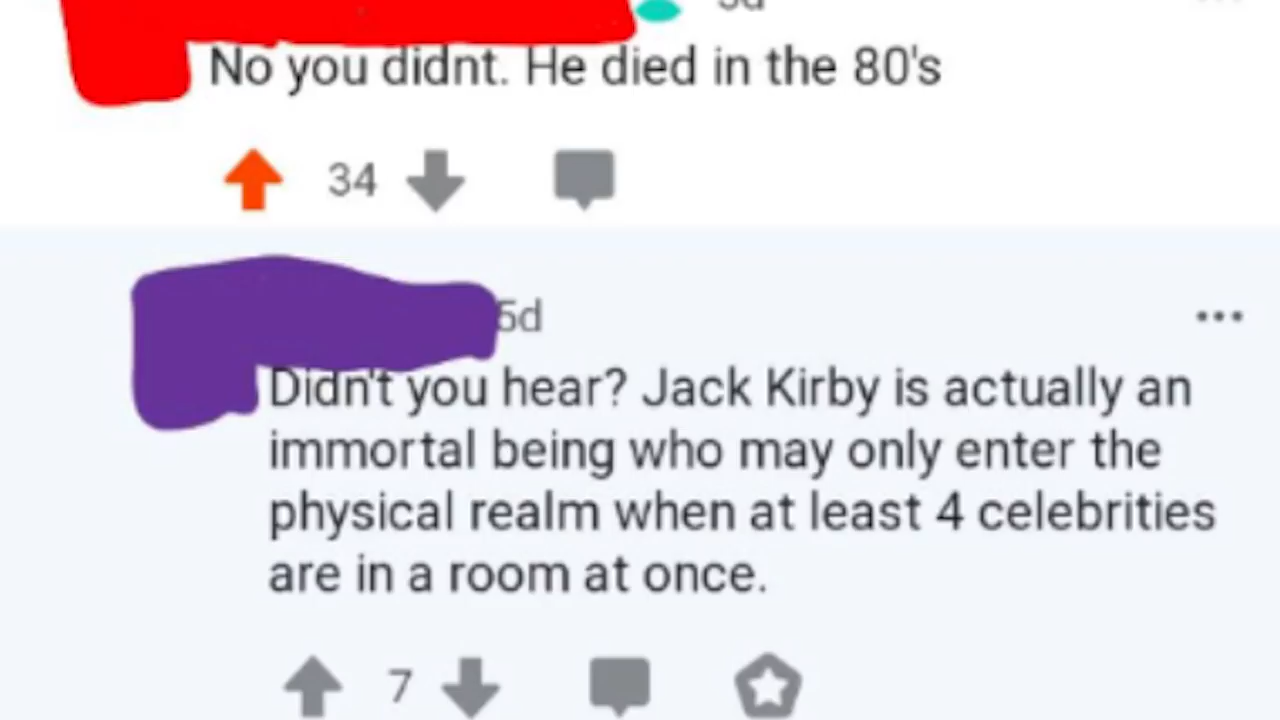 No you didnt. He died in the 80's
34
5d
Didn't you hear? Jack Kirby is actually an
immortal being who may only enter the
physical realm when at least 4 celebrities
are in a room at once.
7